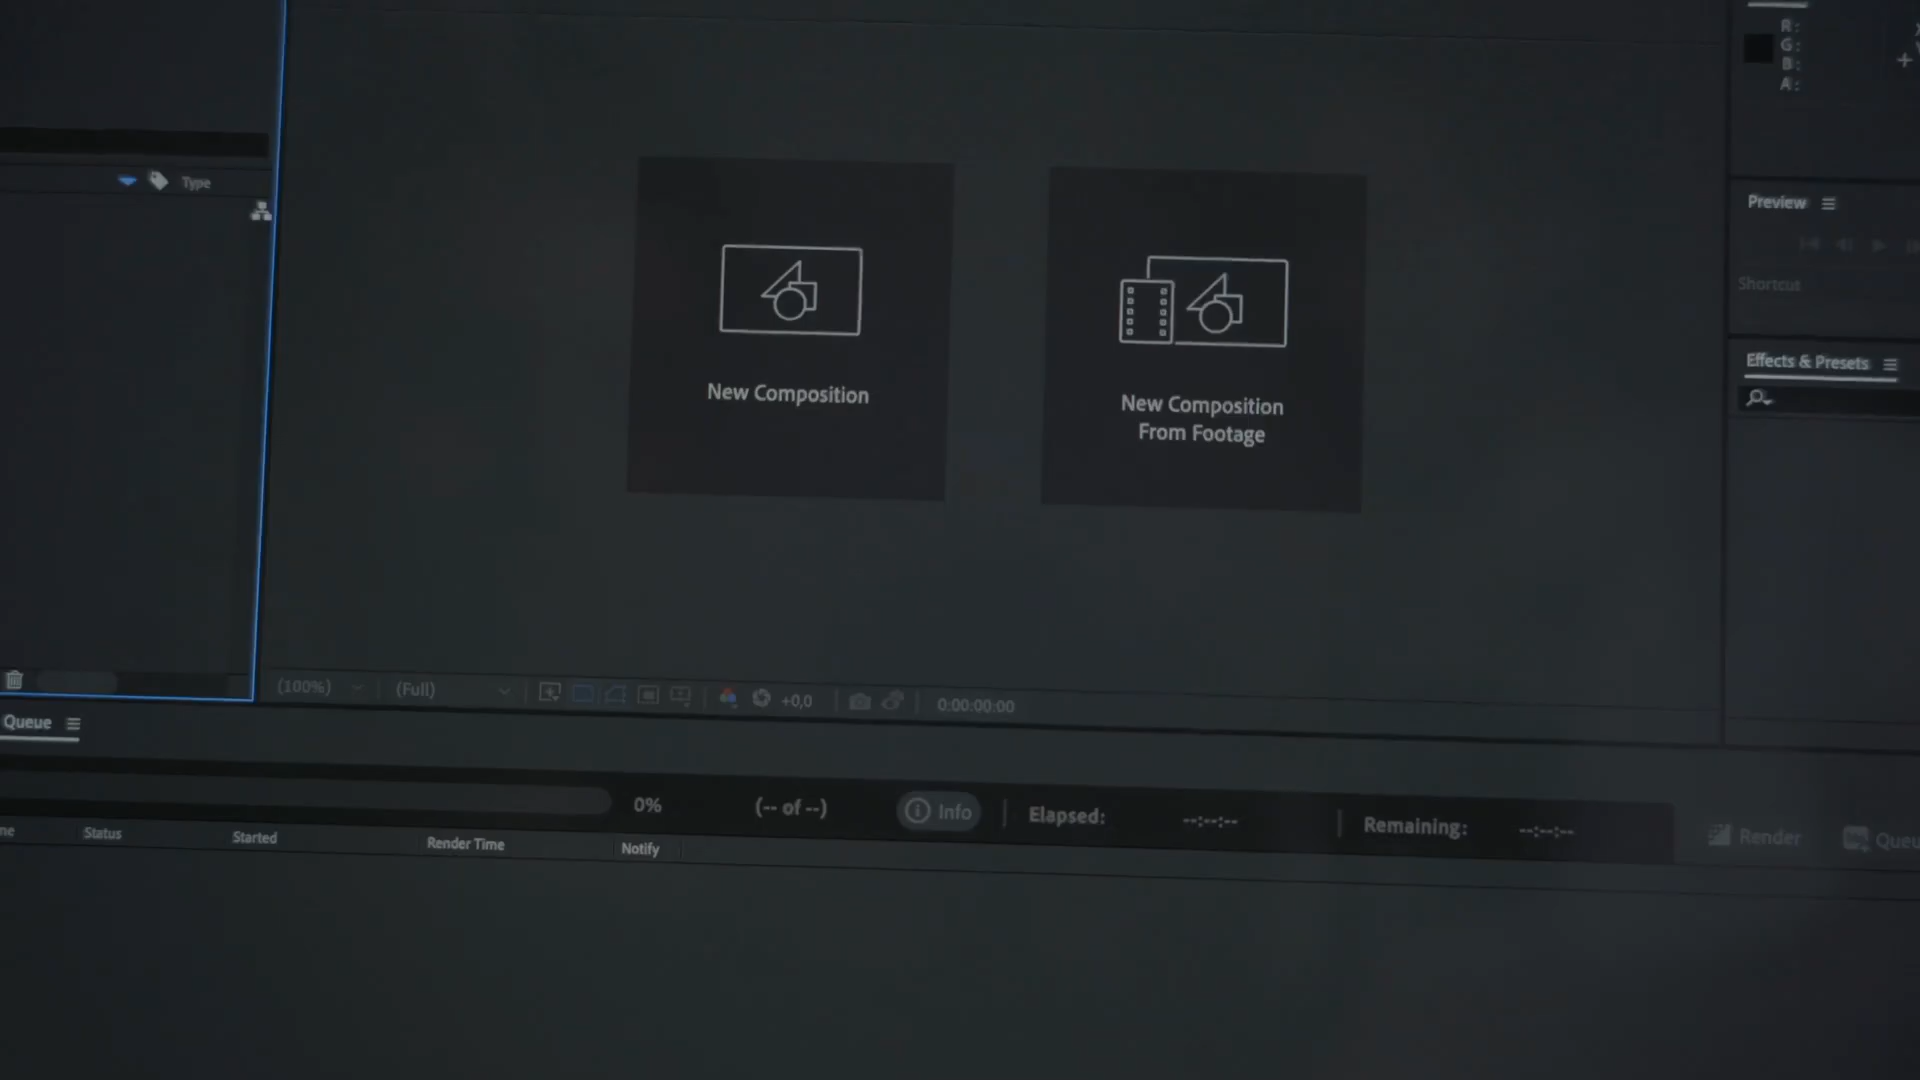 R:
G:
B:
A:
Type
Preview
Shortcut
New Composition
New Composition
From Footage
Effects & Presets
(100%)
(Full)
+0,0
0:00:00:00
Queue
0%
(-- of --)
Info
Elapsed:
--:--:--
Remaining:
--:--:--
Render
Status
Started
Render Time
Notify